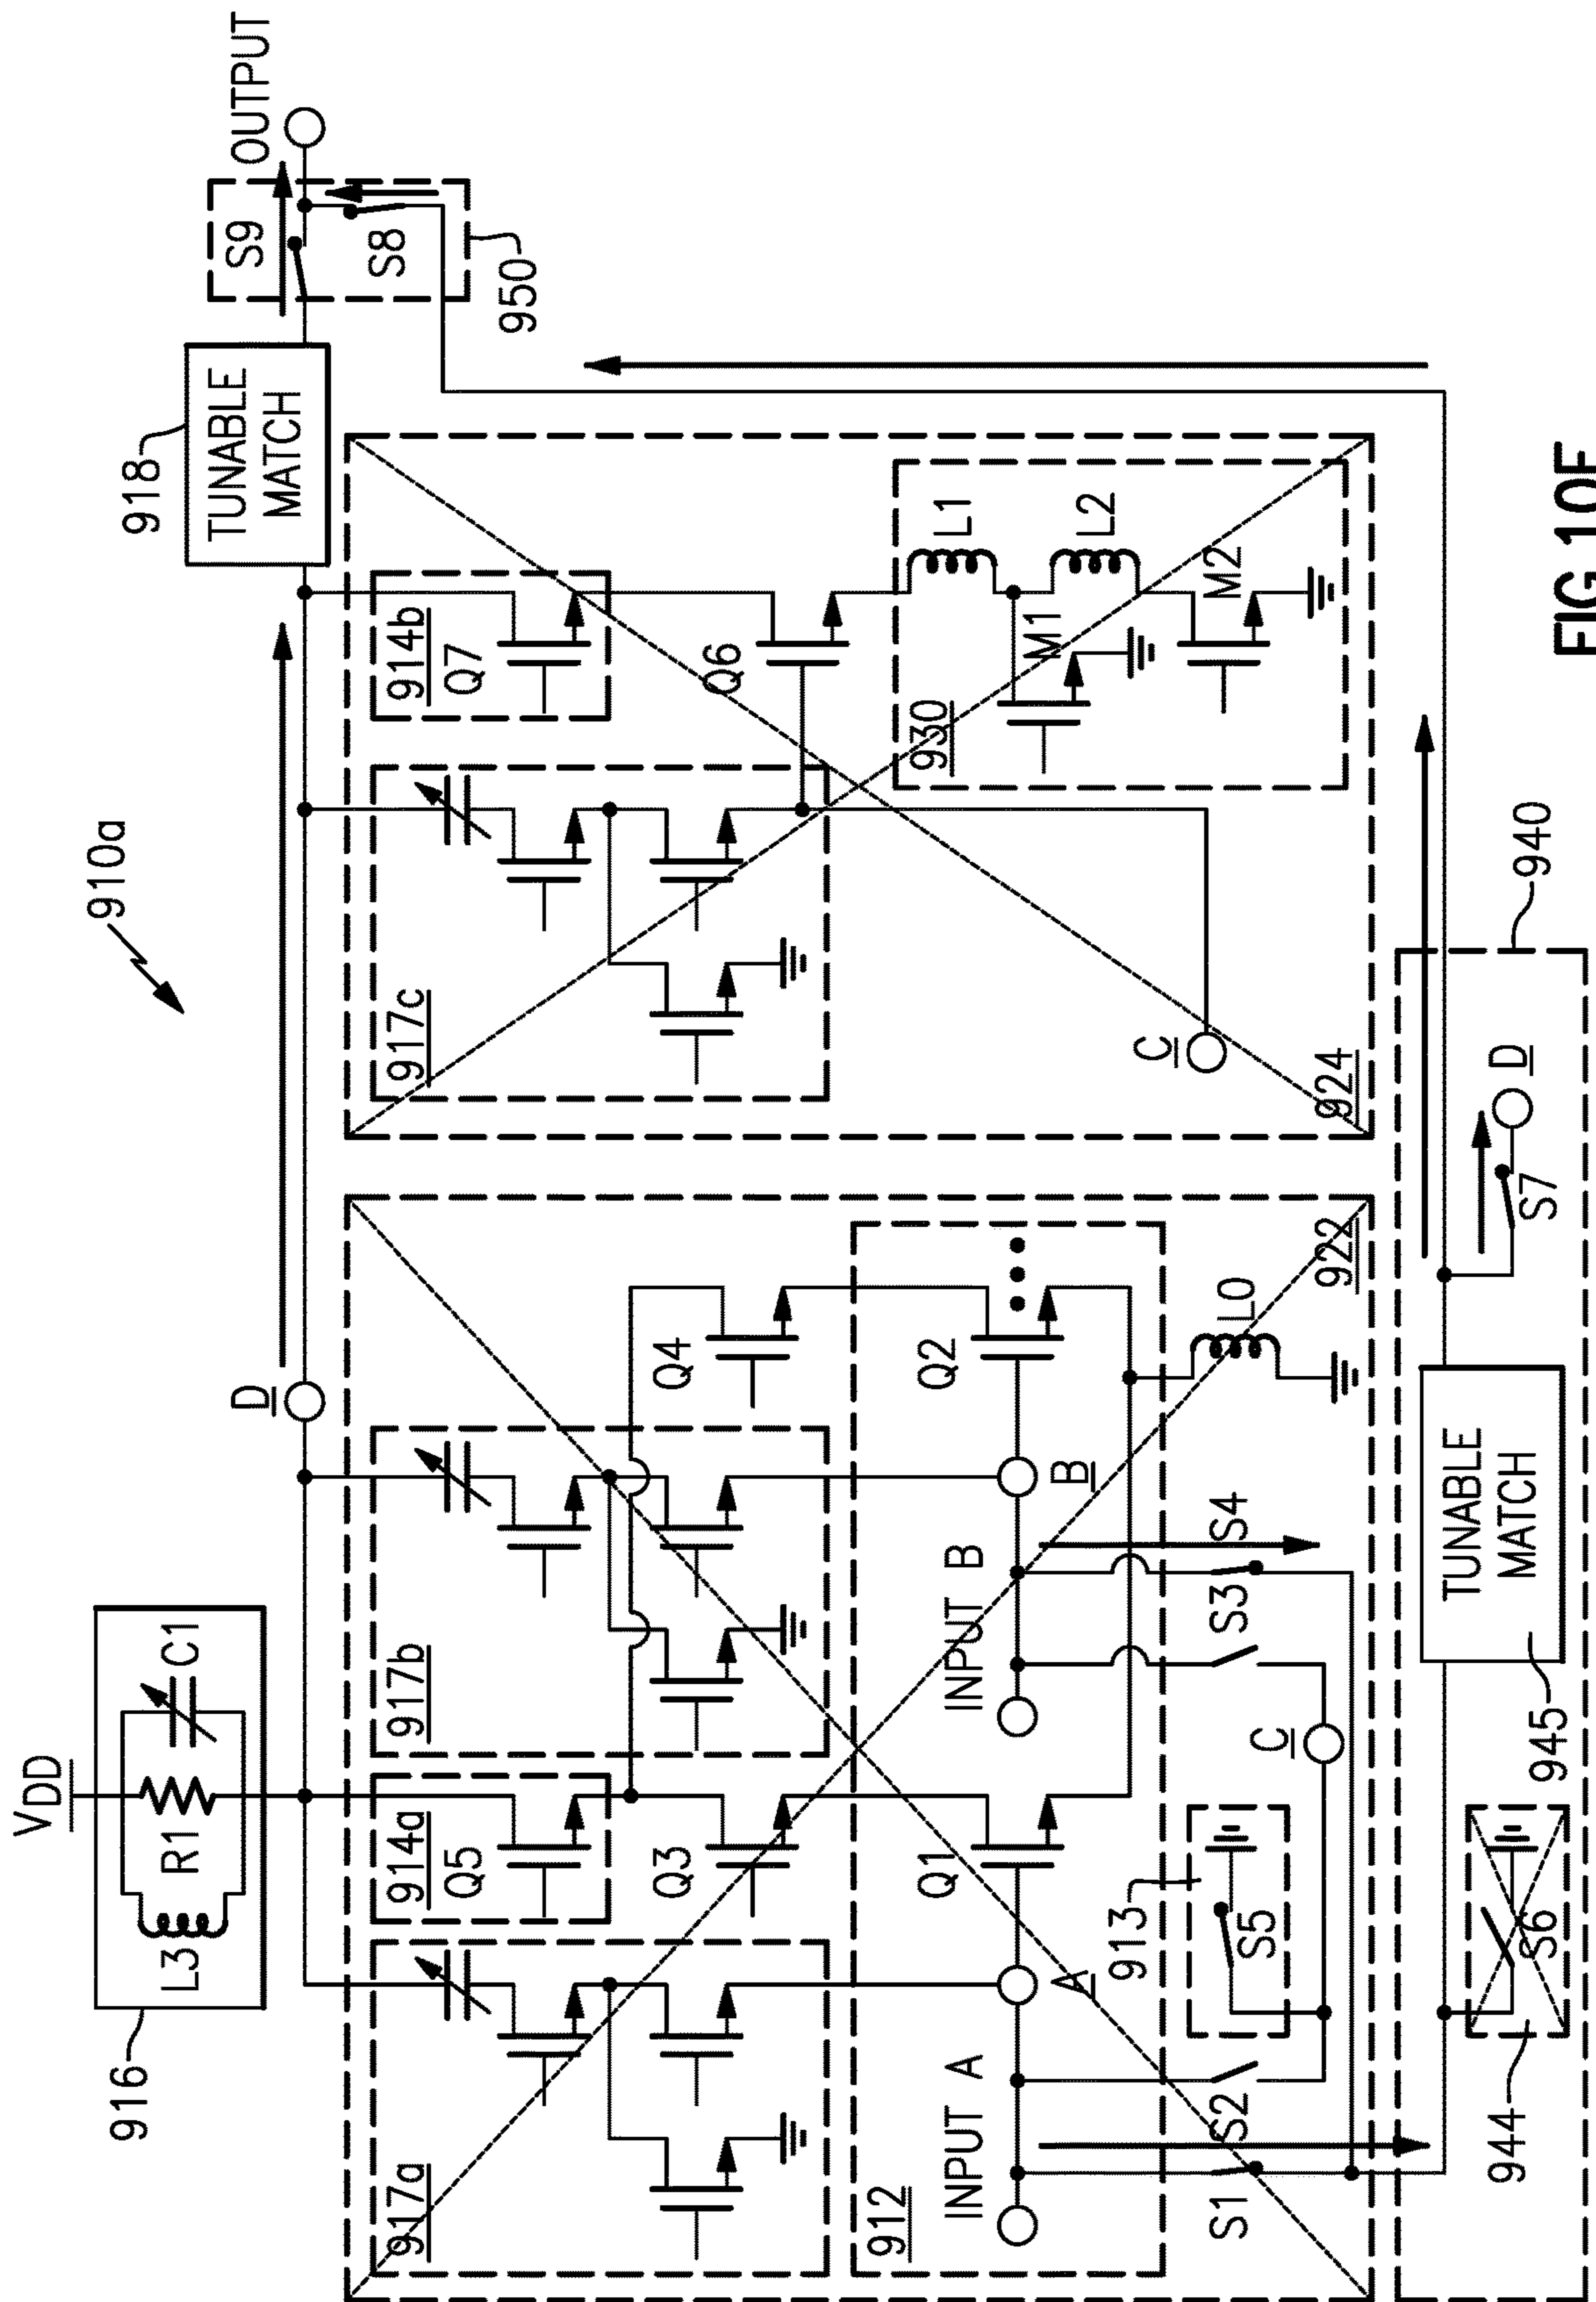 910a
VDD
916
L3
R1
C1
D
918
TUNABLE
MATCH
OUTPUT
S9
S8
950
917a
914a
Q5
917b
917c
914b
Q7
Q3
Q4
Q6
930
L1
M1
L2
M2
912
INPUT A
A
Q1
INPUT B
B
Q2
C
924
S1
S2
913
S5
C
S3
S4
L0
922
944
S6
945
TUNABLE
MATCH
S7
D
940